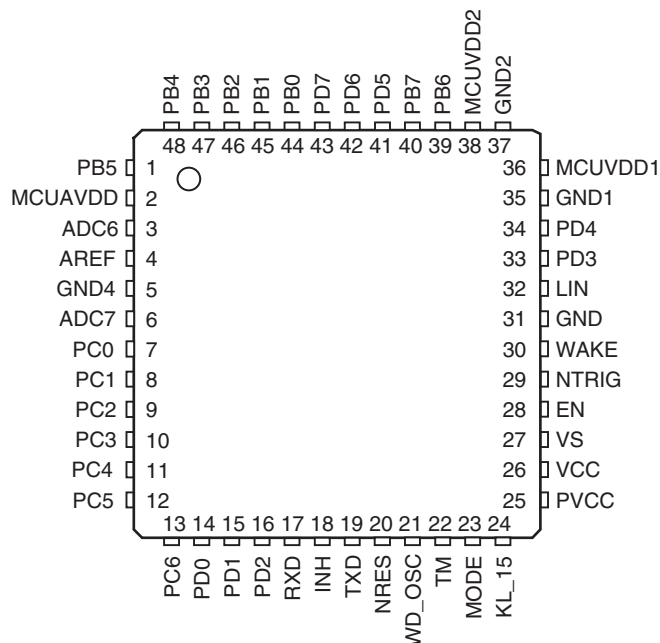 PB4 PB3 PB2 PB1 PB0 PD7 PD6 PD5 PB7 PB6 MCUVDD2 GND2
48 47 46 45 44 43 42 41 40 39 38 37
PB5 1 36 MCUVDD1
MCUAVDD 2 35 GND1
ADC6 3 34 PD4
AREF 4 33 PD3
GND4 5 32 LIN
ADC7 6 31 GND
PC0 7 30 WAKE
PC1 8 29 NTRIG
PC2 9 28 EN
PC3 10 27 VS
PC4 11 26 VCC
PC5 12 25 PVCC
13 14 15 16 17 18 19 20 21 22 23 24
PC6 PD0 PD1 PD2 RXD INH TXD NRES WD_OSC TM MODE KL_15